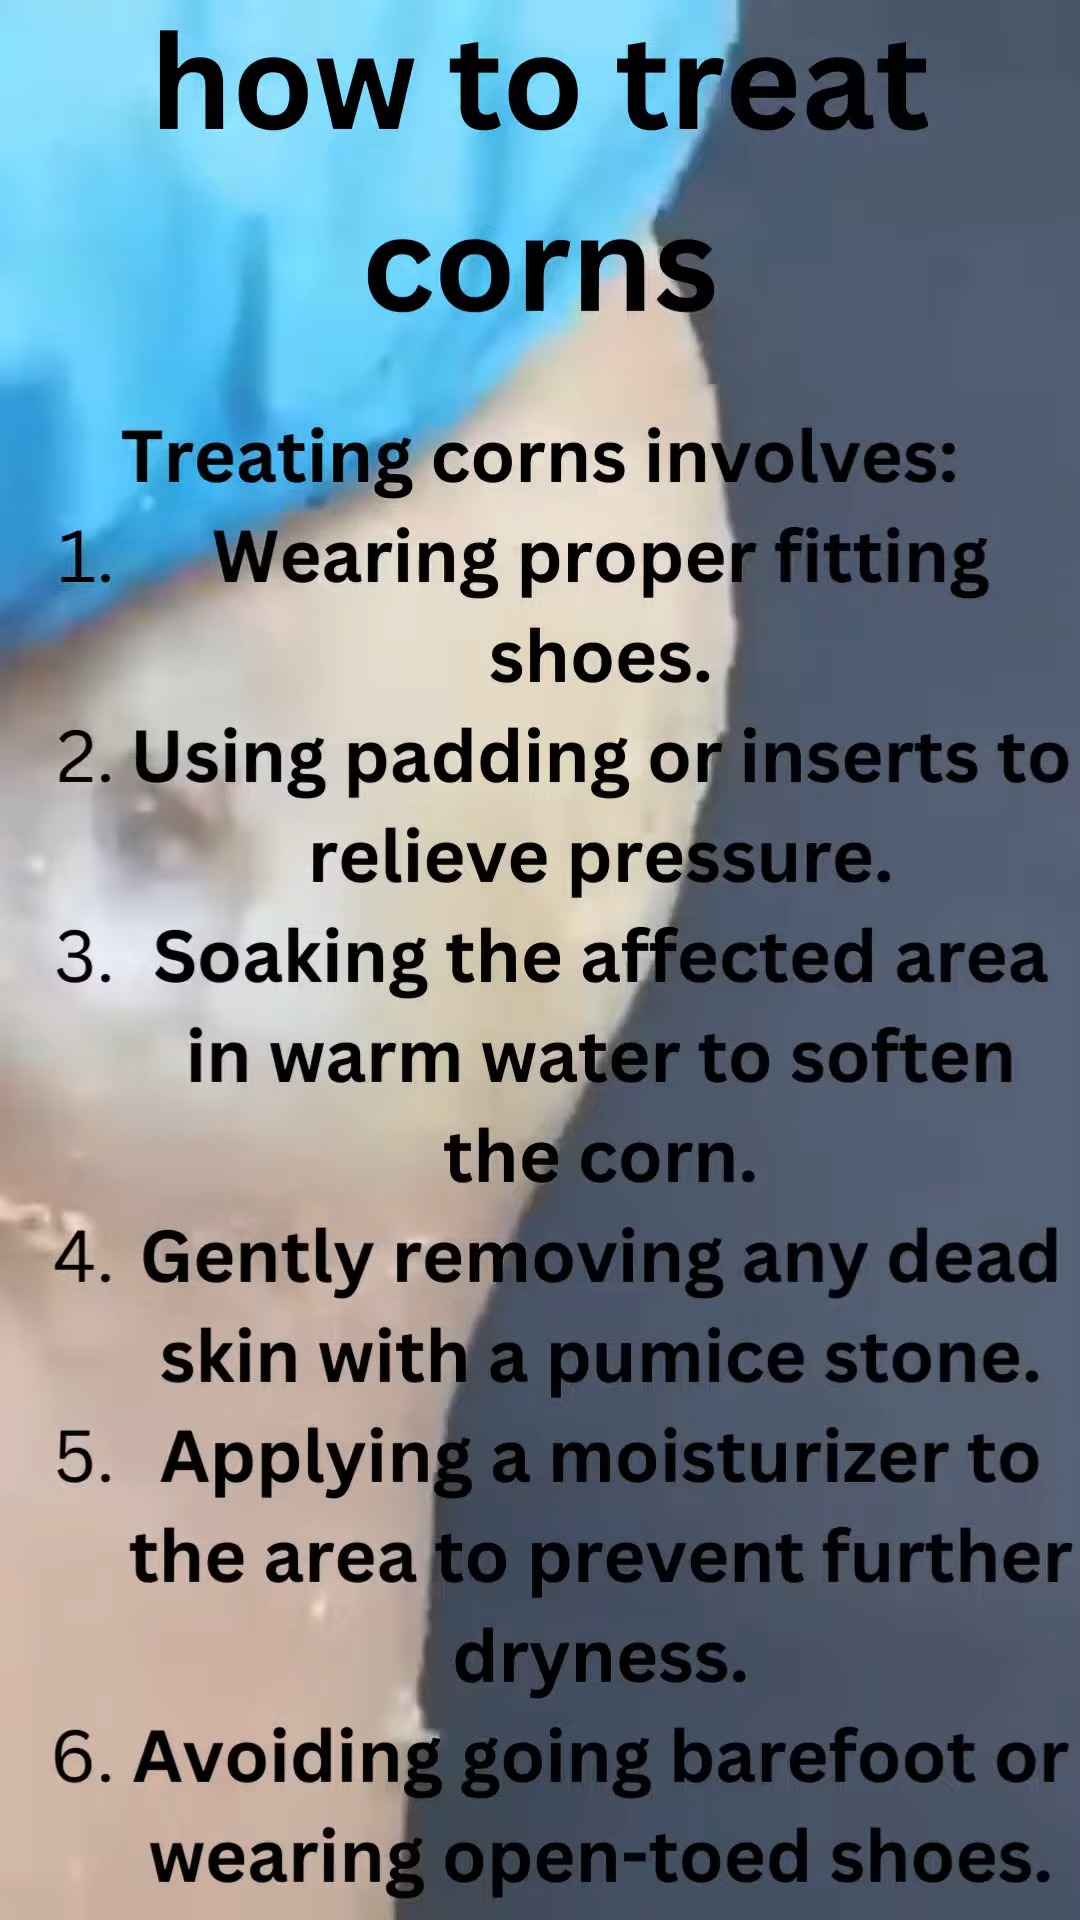 how to treat
corns
Treating corns involves:
1. Wearing proper fitting
shoes.
2. Using padding or inserts to
relieve pressure.
3. Soaking the affected area
in warm water to soften
the corn.
4. Gently removing any dead
skin with a pumice stone.
5. Applying a moisturizer to
the area to prevent further
dryness.
6. Avoiding going barefoot or
wearing open-toed shoes.